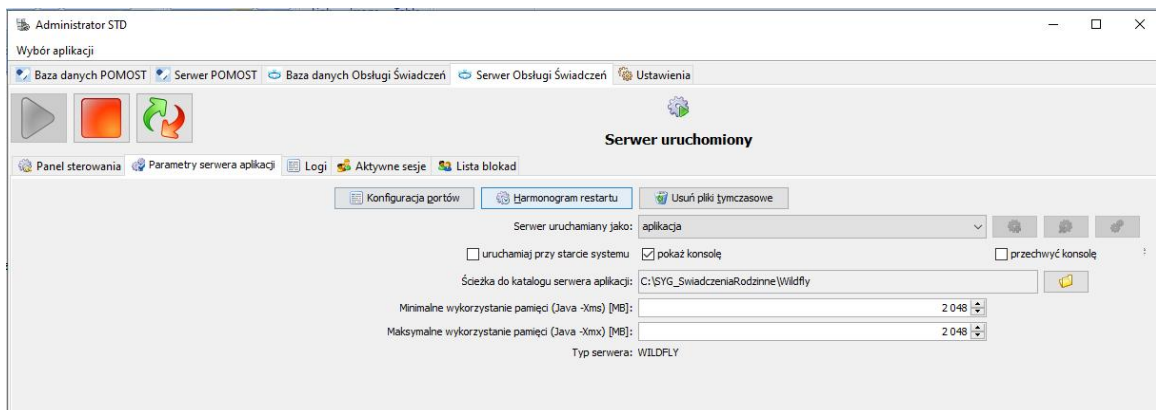 Administrator STD
Wybór aplikacji
Baza danych POMOST Serwer POMOST Baza danych Obsługi Świadczeń Serwer Obsługi Świadczeń Ustawienia
Serwer uruchomiony
Panel sterowania Parametry serwera aplikacji Logi Aktywne sesje Lista blokad
Konfiguracja portów Harmonogram restartu Usuń pliki tymczasowe
Serwer uruchamiany jako: aplikacja
uruchamiaj przy starcie systemu pokaż konsolę przechwyć konsolę
Ścieżka do katalogu serwera aplikacji: C:\SYG_SwiadczeniaRodzinne\Wildfly
Minimalne wykorzystanie pamięci (Java -Xms) [MB]: 2 048
Maksymalne wykorzystanie pamięci (Java -Xmx) [MB]: 2 048
Typ serwera: WILDFLY